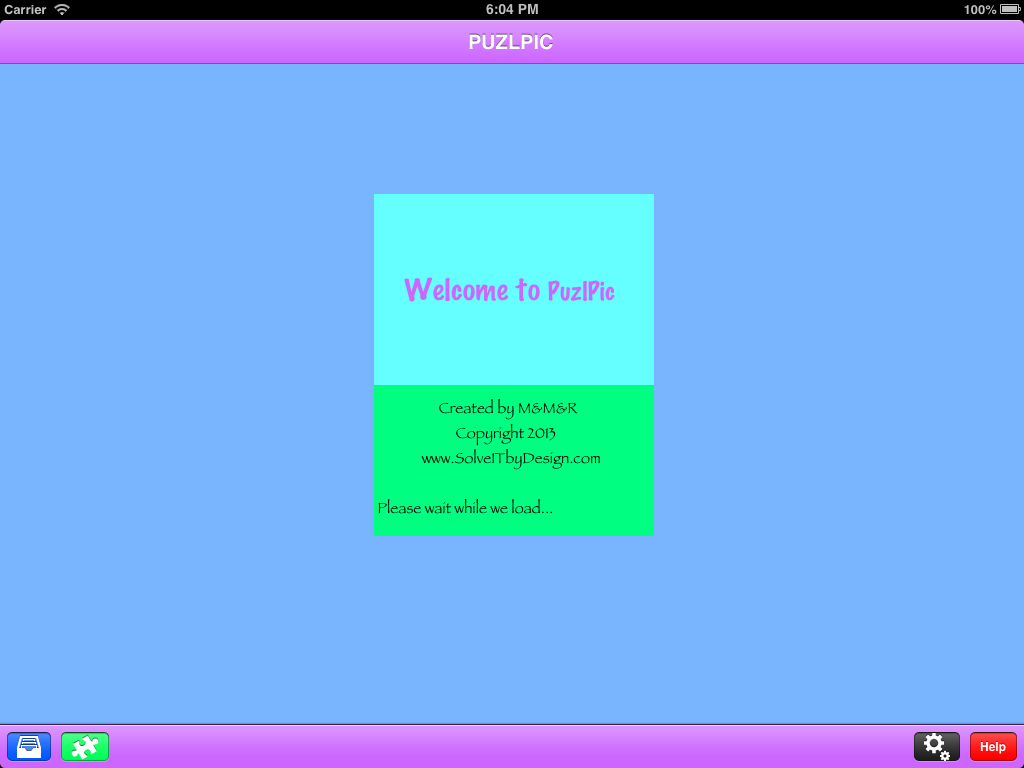 Carrier 6:04 PM 100%
PUZLPIC
Welcome to PuzlPic
Created by M&M&R
Copyright 2013
www.SolveITbyDesign.com
Please wait while we load...
Help